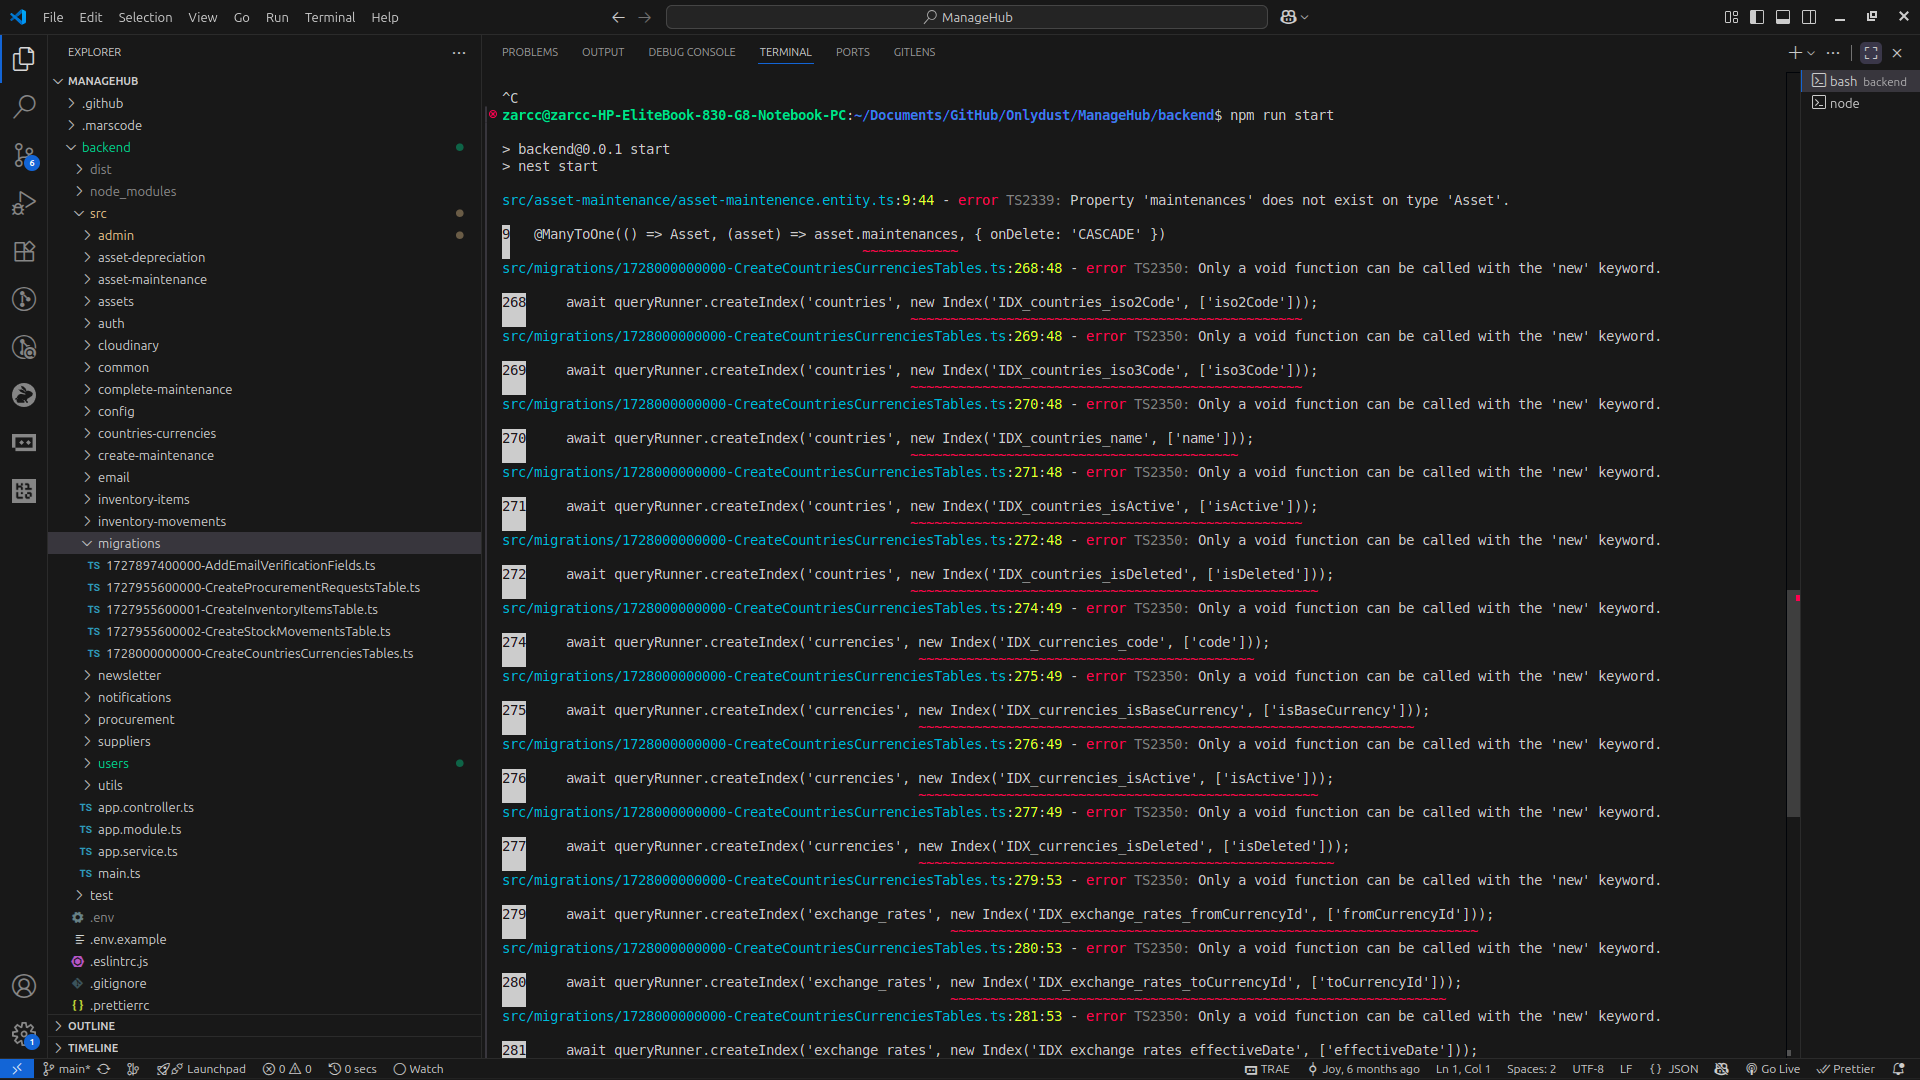 File Edit Selection View Go Run Terminal Help
ManageHub
EXPLORER
MANAGEHUB
.github
.marscode
backend
dist
node_modules
src
admin
asset-depreciation
asset-maintenance
assets
auth
cloudinary
common
complete-maintenance
config
countries-currencies
create-maintenance
email
inventory-items
inventory-movements
migrations
TS 1727897400000-AddEmailVerificationFields.ts
TS 1727955600000-CreateProcurementRequestsTable.ts
TS 1727955600001-CreateInventoryItemsTable.ts
TS 1727955600002-CreateStockMovementsTable.ts
TS 1728000000000-CreateCountriesCurrenciesTables.ts
newsletter
notifications
procurement
suppliers
users
utils
TS app.controller.ts
TS app.module.ts
TS app.service.ts
TS main.ts
test
.env
.env.example
.eslintrc.js
.gitignore
{ } .prettierrc
OUTLINE
TIMELINE
6
1
PROBLEMS OUTPUT DEBUG CONSOLE TERMINAL PORTS GITLENS
^C
zarcc@zarcc-HP-EliteBook-830-G8-Notebook-PC:~/Documents/GitHub/Onlydust/ManageHub/backend$ npm run start
> backend@0.0.1 start
> nest start
src/asset-maintenance/asset-maintenence.entity.ts:9:44 - error TS2339: Property 'maintenances' does not exist on type 'Asset'.
9   @ManyToOne(() => Asset, (asset) => asset.maintenances, { onDelete: 'CASCADE' })
src/migrations/1728000000000-CreateCountriesCurrenciesTables.ts:268:48 - error TS2350: Only a void function can be called with the 'new' keyword.
268     await queryRunner.createIndex('countries', new Index('IDX_countries_iso2Code', ['iso2Code']));
src/migrations/1728000000000-CreateCountriesCurrenciesTables.ts:269:48 - error TS2350: Only a void function can be called with the 'new' keyword.
269     await queryRunner.createIndex('countries', new Index('IDX_countries_iso3Code', ['iso3Code']));
src/migrations/1728000000000-CreateCountriesCurrenciesTables.ts:270:48 - error TS2350: Only a void function can be called with the 'new' keyword.
270     await queryRunner.createIndex('countries', new Index('IDX_countries_name', ['name']));
src/migrations/1728000000000-CreateCountriesCurrenciesTables.ts:271:48 - error TS2350: Only a void function can be called with the 'new' keyword.
271     await queryRunner.createIndex('countries', new Index('IDX_countries_isActive', ['isActive']));
src/migrations/1728000000000-CreateCountriesCurrenciesTables.ts:272:48 - error TS2350: Only a void function can be called with the 'new' keyword.
272     await queryRunner.createIndex('countries', new Index('IDX_countries_isDeleted', ['isDeleted']));
src/migrations/1728000000000-CreateCountriesCurrenciesTables.ts:274:49 - error TS2350: Only a void function can be called with the 'new' keyword.
274     await queryRunner.createIndex('currencies', new Index('IDX_currencies_code', ['code']));
src/migrations/1728000000000-CreateCountriesCurrenciesTables.ts:275:49 - error TS2350: Only a void function can be called with the 'new' keyword.
275     await queryRunner.createIndex('currencies', new Index('IDX_currencies_isBaseCurrency', ['isBaseCurrency']));
src/migrations/1728000000000-CreateCountriesCurrenciesTables.ts:276:49 - error TS2350: Only a void function can be called with the 'new' keyword.
276     await queryRunner.createIndex('currencies', new Index('IDX_currencies_isActive', ['isActive']));
src/migrations/1728000000000-CreateCountriesCurrenciesTables.ts:277:49 - error TS2350: Only a void function can be called with the 'new' keyword.
277     await queryRunner.createIndex('currencies', new Index('IDX_currencies_isDeleted', ['isDeleted']));
src/migrations/1728000000000-CreateCountriesCurrenciesTables.ts:279:53 - error TS2350: Only a void function can be called with the 'new' keyword.
279     await queryRunner.createIndex('exchange_rates', new Index('IDX_exchange_rates_fromCurrencyId', ['fromCurrencyId']));
src/migrations/1728000000000-CreateCountriesCurrenciesTables.ts:280:53 - error TS2350: Only a void function can be called with the 'new' keyword.
280     await queryRunner.createIndex('exchange_rates', new Index('IDX_exchange_rates_toCurrencyId', ['toCurrencyId']));
src/migrations/1728000000000-CreateCountriesCurrenciesTables.ts:281:53 - error TS2350: Only a void function can be called with the 'new' keyword.
281     await queryRunner.createIndex('exchange_rates', new Index('IDX_exchange_rates_effectiveDate', ['effectiveDate']));
bash backend
node
main* Launchpad 0 0 0 secs Watch TRAE Joy, 6 months ago Ln 1, Col 1 Spaces: 2 UTF-8 LF { } JSON Go Live Prettier